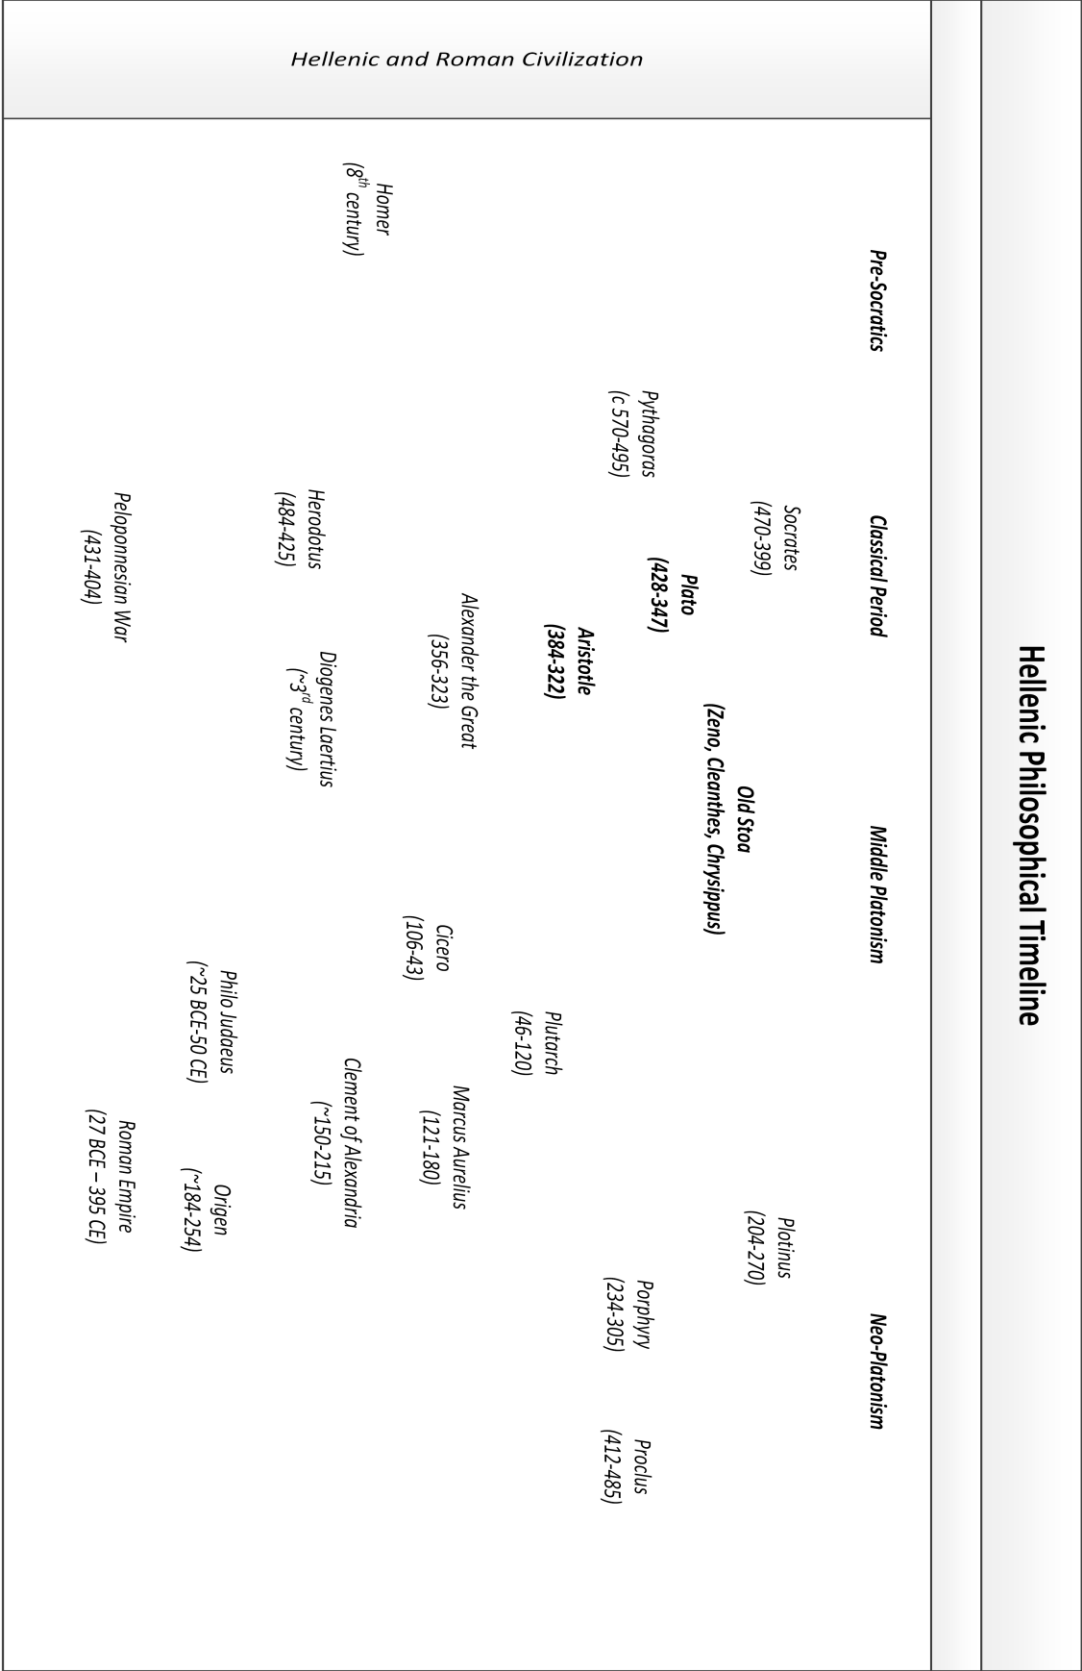 Hellenic Philosophical Timeline
Hellenic and Roman Civilization
Pre-Socratics
Classical Period
Middle Platonism
Neo-Platonism
Socrates
(470-399)
Plotinus
(204-270)
Old Stoa
(Zeno, Cleanthes, Chrysippus)
Plato
(428-347)
Pythagoras
(c 570-495)
Porphyry
(234-305)
Proclus
(412-485)
Aristotle
(384-322)
Plutarch
(46-120)
Alexander the Great
(356-323)
Marcus Aurelius
(121-180)
Cicero
(106-43)
Homer
(8th century)
Clement of Alexandria
(~150-215)
Diogenes Laertius
(~3rd century)
Herodotus
(484-425)
Philo Judaeus
(~25 BCE-50 CE)
Origen
(~184-254)
Peloponnesian War
(431-404)
Roman Empire
(27 BCE – 395 CE)